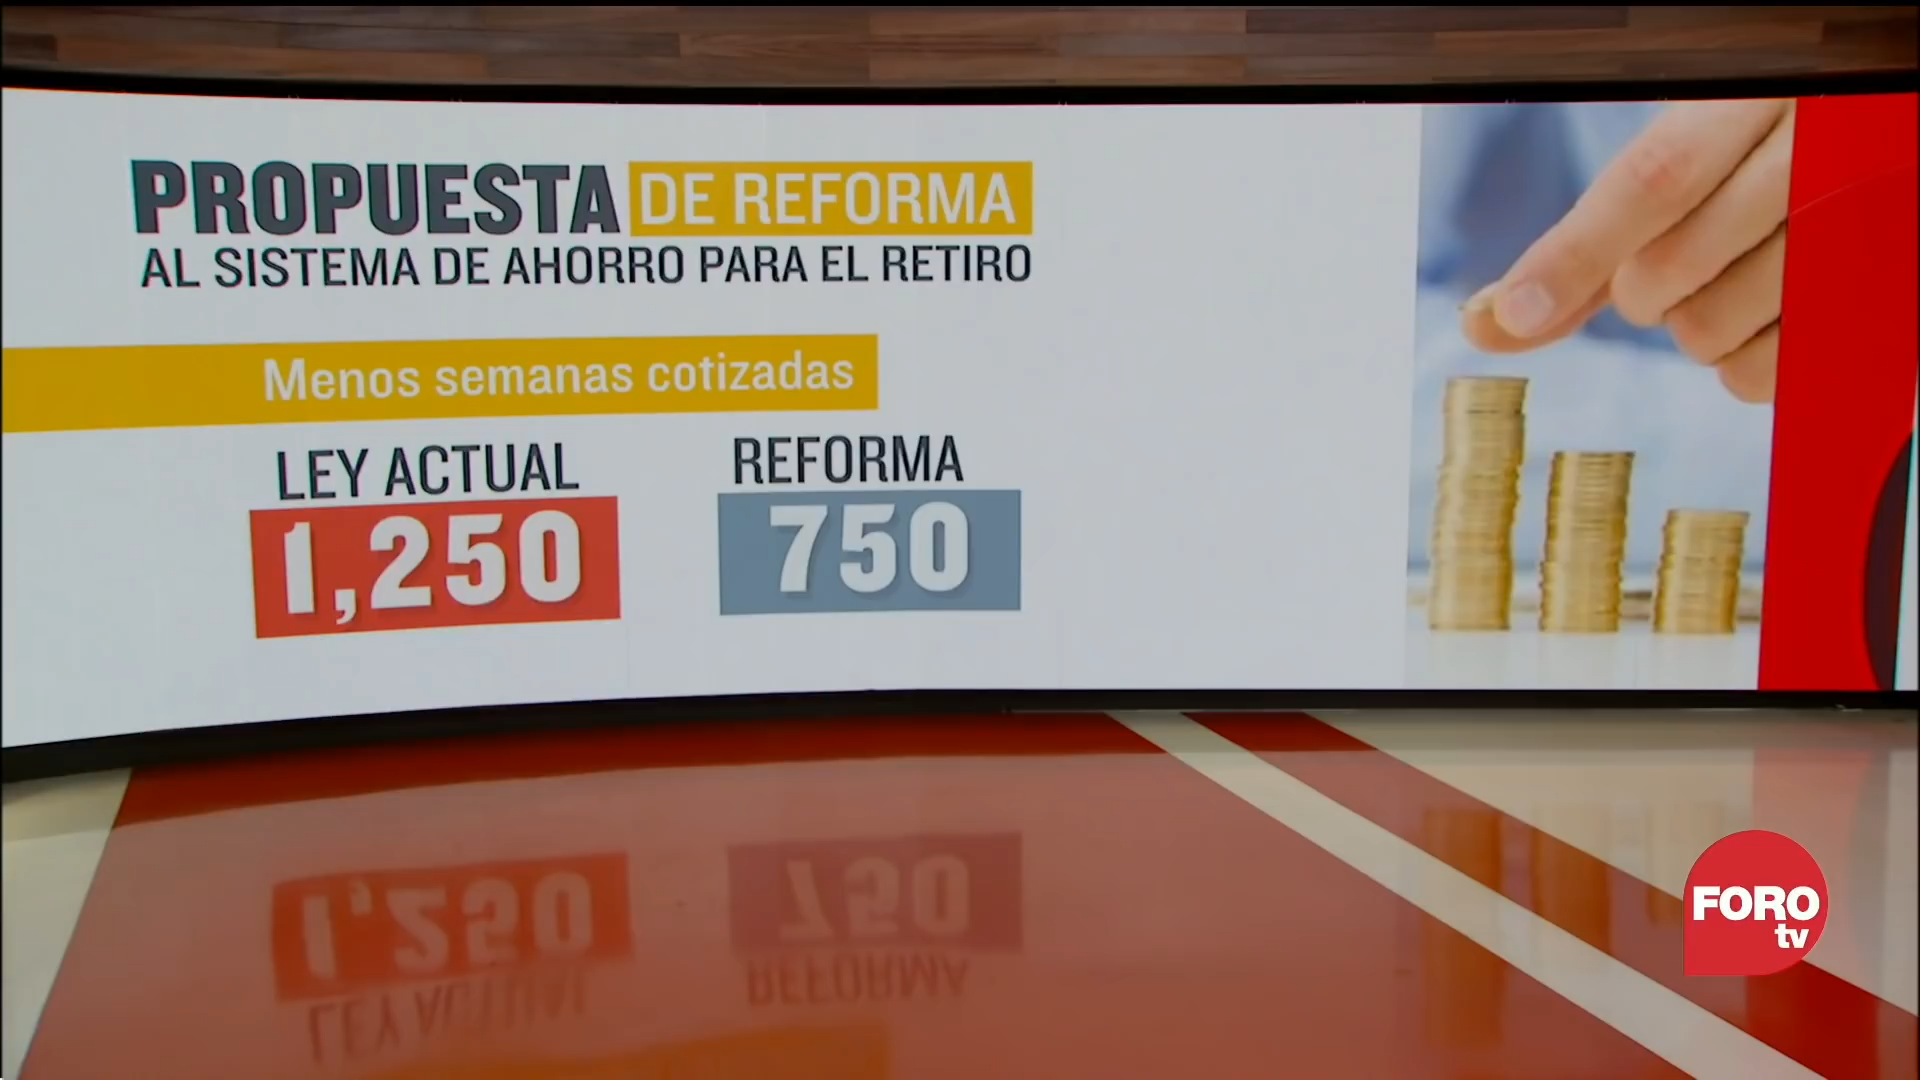 PROPUESTA DE REFORMA
AL SISTEMA DE AHORRO PARA EL RETIRO
Menos semanas cotizadas
LEY ACTUAL REFORMA
1,250 750
FORO
tv